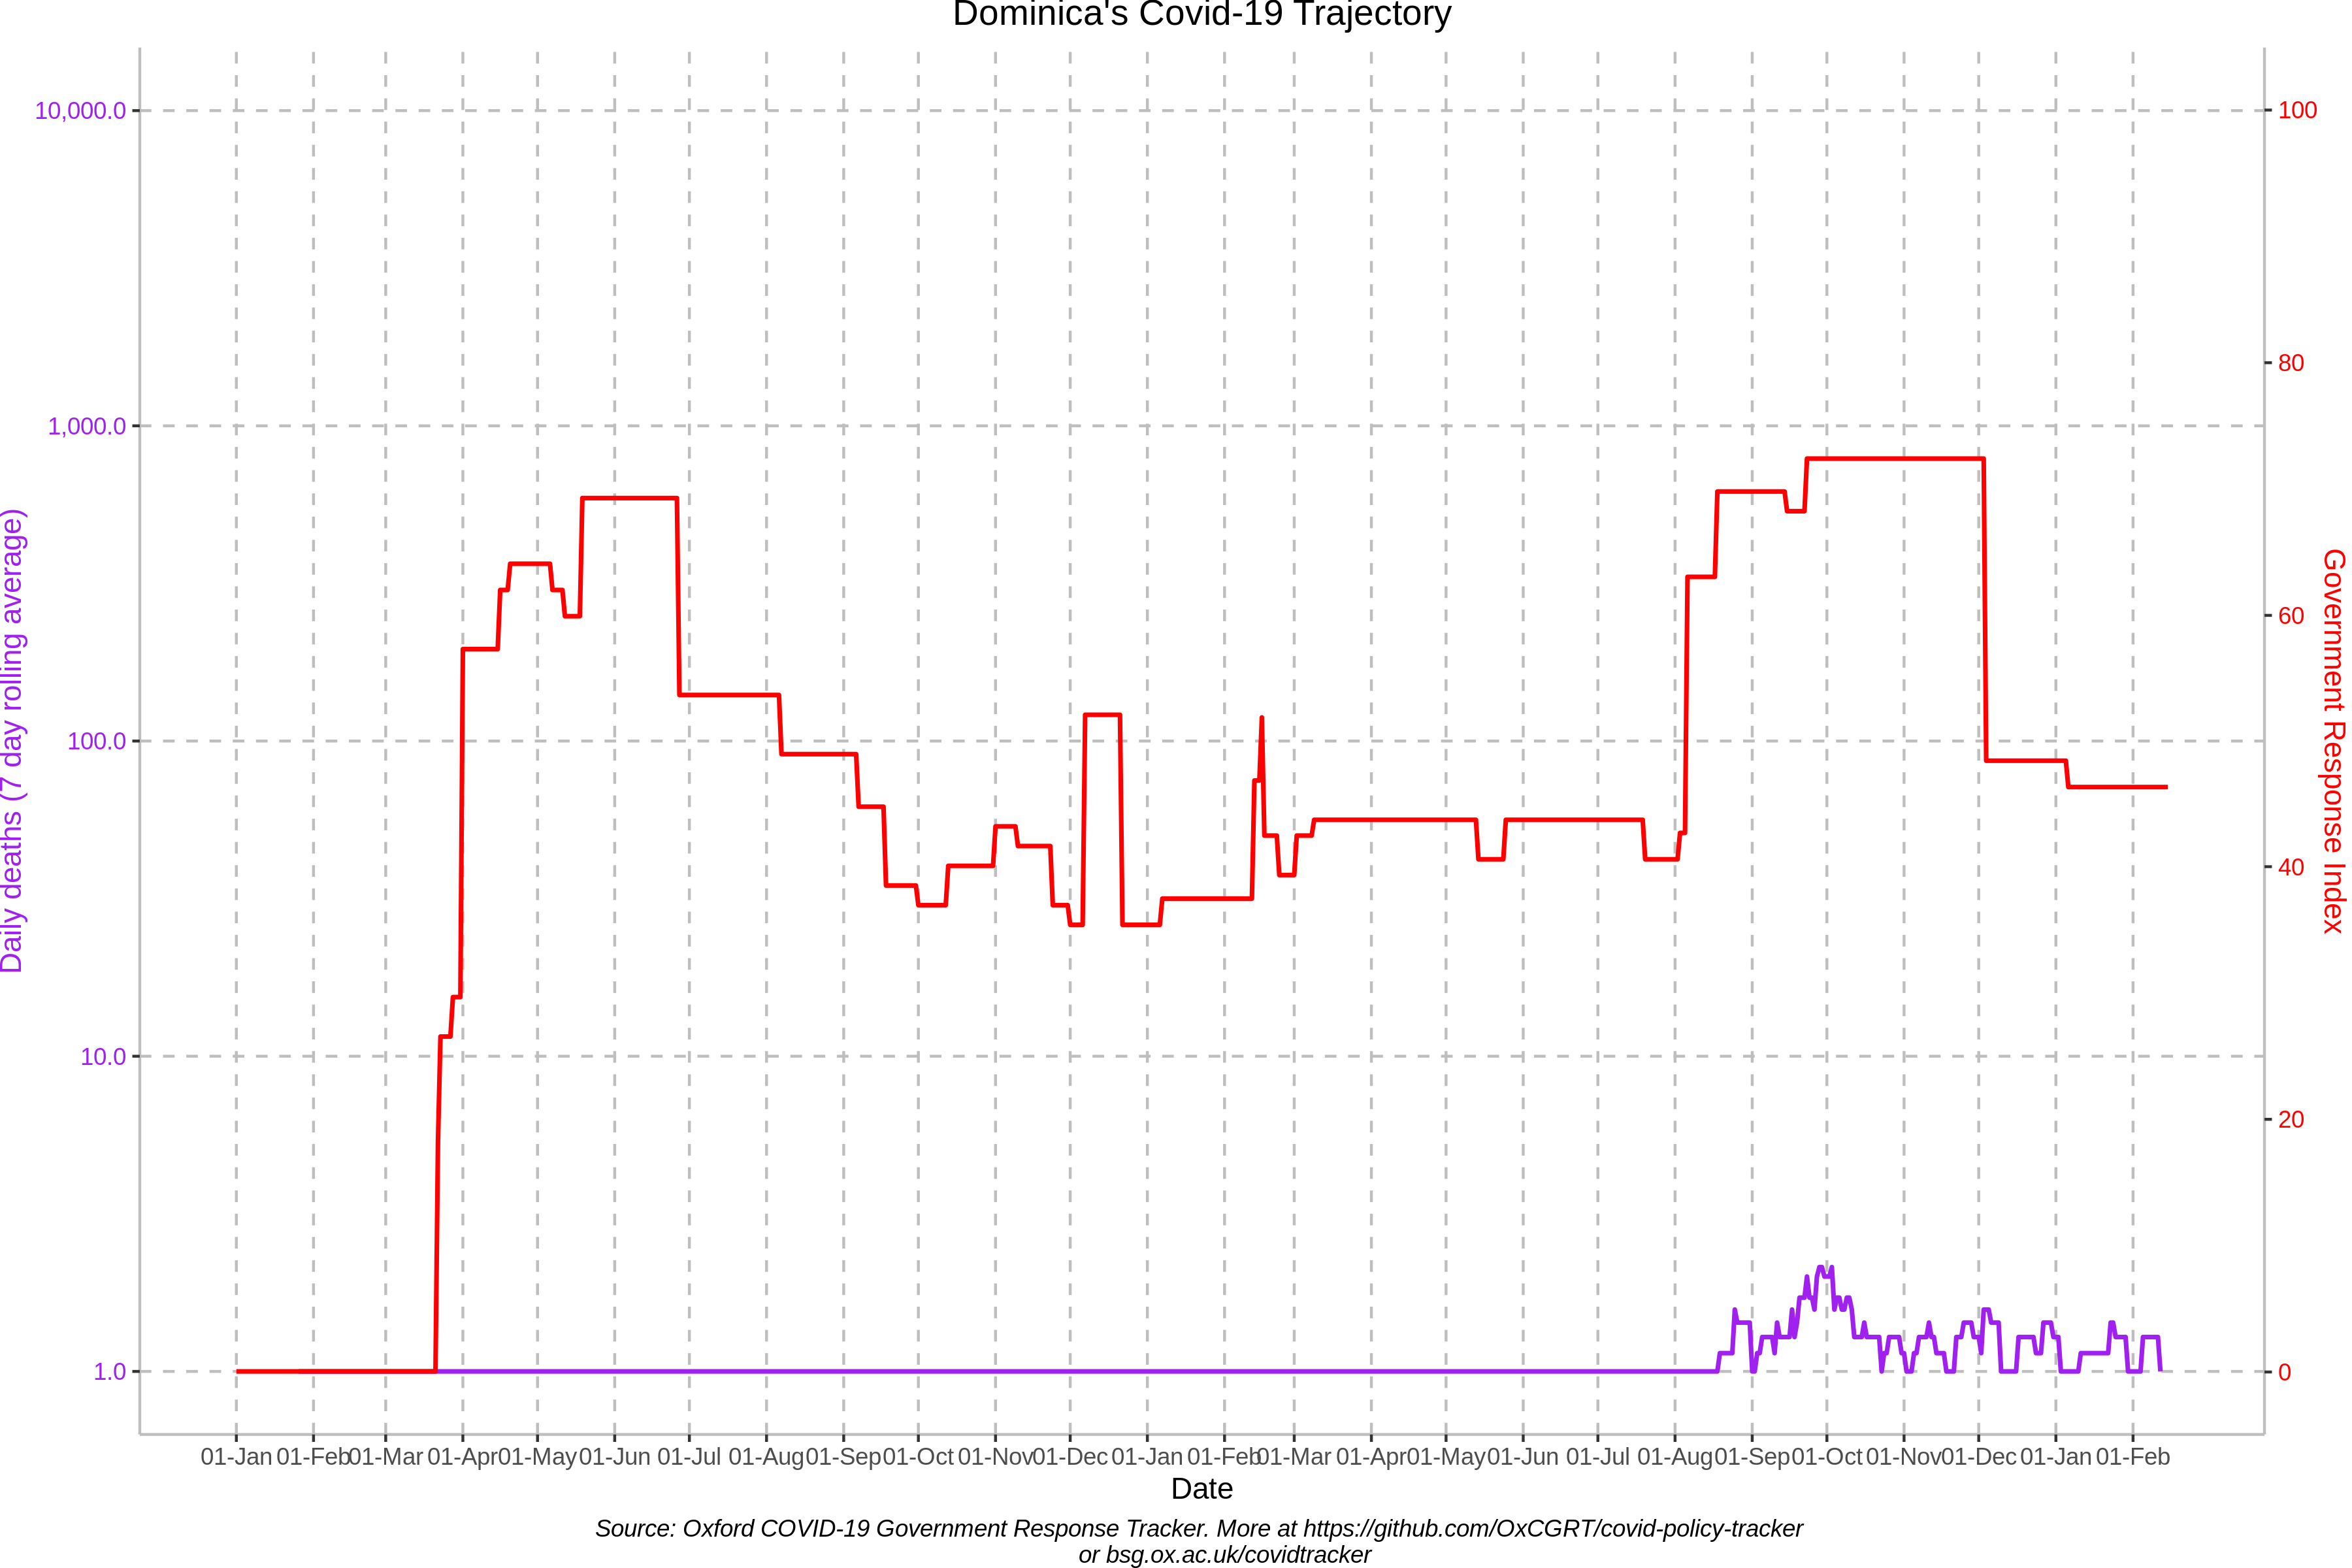 Dominica's Covid-19 Trajectory
10,000.0
1,000.0
100.0
10.0
1.0
Daily deaths (7 day rolling average)
100
80
60
40
20
0
Government Response Index
01-Jan 01-Feb 01-Mar 01-Apr 01-May 01-Jun 01-Jul 01-Aug 01-Sep 01-Oct 01-Nov 01-Dec 01-Jan 01-Feb 01-Mar 01-Apr 01-May 01-Jun 01-Jul 01-Aug 01-Sep 01-Oct 01-Nov 01-Dec 01-Jan 01-Feb
Date
Source: Oxford COVID-19 Government Response Tracker. More at https://github.com/OxCGRT/covid-policy-tracker
or bsg.ox.ac.uk/covidtracker